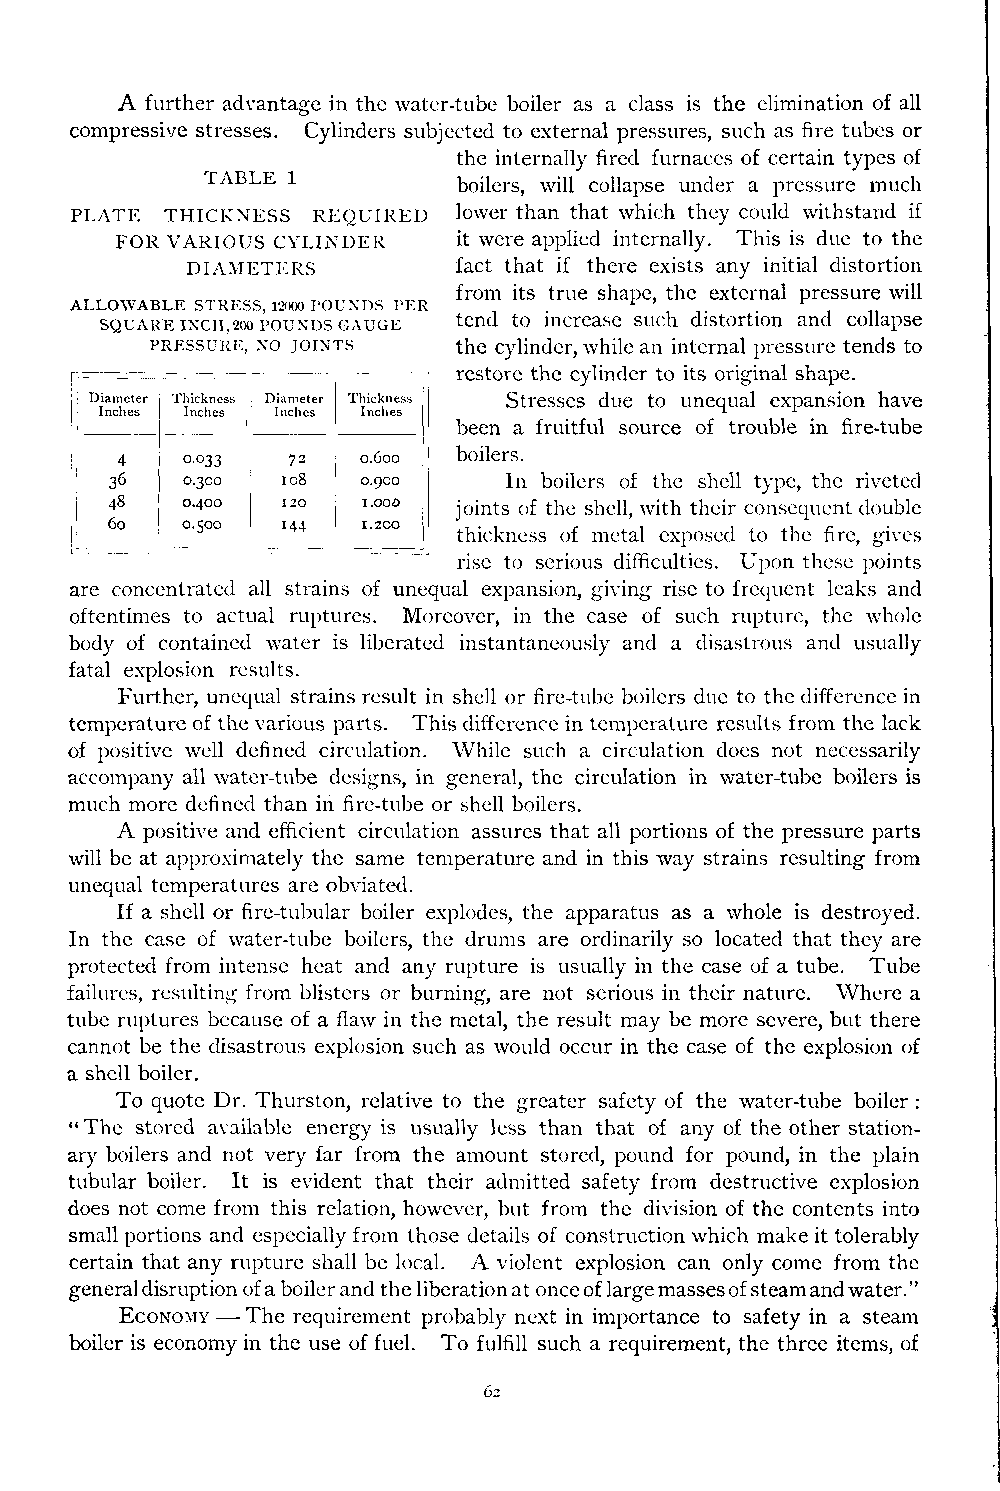 A further advantage in the water-tube boiler as a class is the elimination of all
compressive stresses. Cylinders subjected to external pressures, such as fire tubes or
the internally fired furnaces of certain types of
boilers, will collapse under a pressure much
lower than that which they could withstand if
it were applied internally. This is due to the
fact that if there exists any initial distortion
from its true shape, the external pressure will
tend to increase such distortion and collapse
the cylinder, while an internal pressure tends to
restore the cylinder to its original shape.
TABLE 1
PLATE THICKNESS REQUIRED
FOR VARIOUS CYLINDER
DIAMETERS
ALLOWABLE STRESS, 12000 POUNDS PER
SQUARE INCH, 200 POUNDS GAUGE
PRESSURE, NO JOINTS
Diameter Thickness Diameter Thickness
Inches Inches Inches Inches
4 0.033 72 0.600
36 0.300 108 0.900
48 0.400 120 1.000
60 0.500 144 1.200
Stresses due to unequal expansion have
been a fruitful source of trouble in fire-tube
boilers.
In boilers of the shell type, the riveted
joints of the shell, with their consequent double
thickness of metal exposed to the fire, gives
rise to serious difficulties. Upon these points
are concentrated all strains of unequal expansion, giving rise to frequent leaks and
oftentimes to actual ruptures. Moreover, in the case of such rupture, the whole
body of contained water is liberated instantaneously and a disastrous and usually
fatal explosion results.
Further, unequal strains result in shell or fire-tube boilers due to the difference in
temperature of the various parts. This difference in temperature results from the lack
of positive well defined circulation. While such a circulation does not necessarily
accompany all water-tube designs, in general, the circulation in water-tube boilers is
much more defined than in fire-tube or shell boilers.
A positive and efficient circulation assures that all portions of the pressure parts
will be at approximately the same temperature and in this way strains resulting from
unequal temperatures are obviated.
If a shell or fire-tubular boiler explodes, the apparatus as a whole is destroyed.
In the case of water-tube boilers, the drums are ordinarily so located that they are
protected from intense heat and any rupture is usually in the case of a tube. Tube
failures, resulting from blisters or burning, are not serious in their nature. Where a
tube ruptures because of a flaw in the metal, the result may be more severe, but there
cannot be the disastrous explosion such as would occur in the case of the explosion of
a shell boiler.
To quote Dr. Thurston, relative to the greater safety of the water-tube boiler:
“The stored available energy is usually less than that of any of the other station-
ary boilers and not very far from the amount stored, pound for pound, in the plain
tubular boiler. It is evident that their admitted safety from destructive explosion
does not come from this relation, however, but from the division of the contents into
small portions and especially from those details of construction which make it tolerably
certain that any rupture shall be local. A violent explosion can only come from the
general disruption of a boiler and the liberation at once of large masses of steam and water.”
ECONOMY — The requirement probably next in importance to safety in a steam
boiler is economy in the use of fuel. To fulfill such a requirement, the three items, of
62